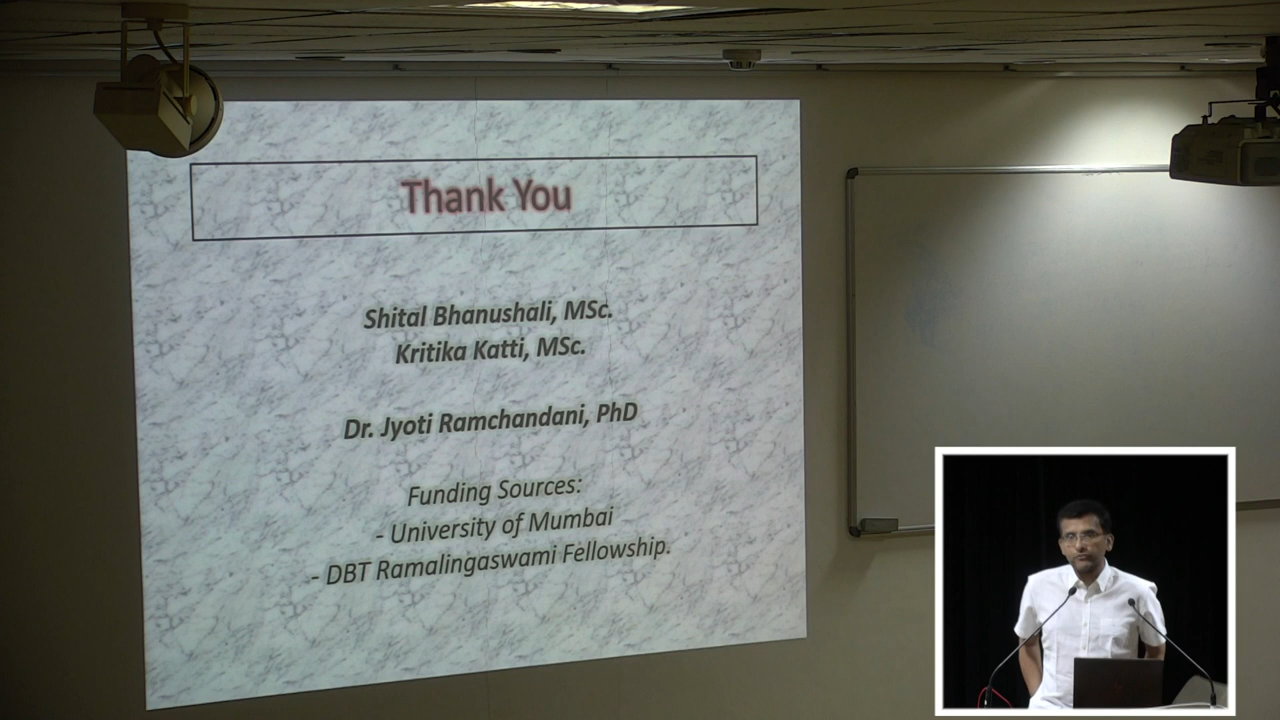 Thank You
Shital Bhanushali, MSc.
Kritika Katti, MSc.
Dr. Jyoti Ramchandani, PhD
Funding Sources:
- University of Mumbai
- DBT Ramalingaswami Fellowship.